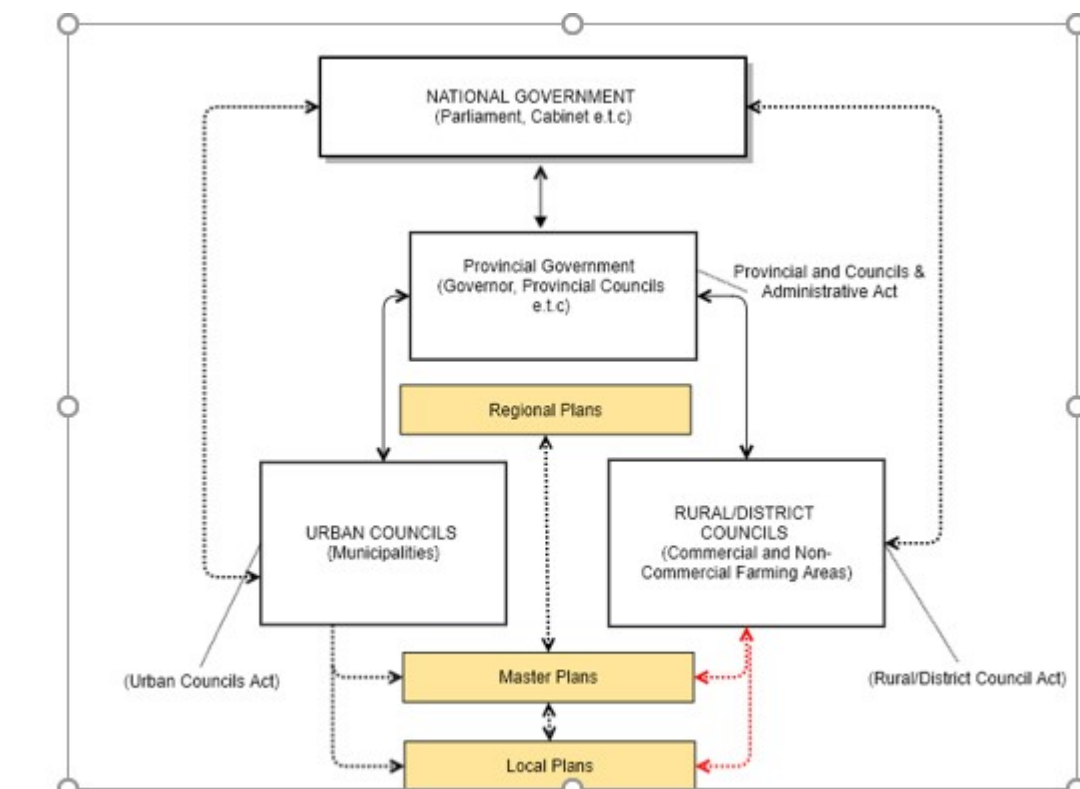 NATIONAL GOVERNMENT
(Parliament, Cabinet e.t.c)
Provincial Government
(Governor, Provincial Councils
e.t.c)
Provincial and Councils &
Administrative Act
Regional Plans
URBAN COUNCILS
(Municipalities)
RURAL/DISTRICT
COUNCILS
(Commercial and Non-
Commercial Farming Areas)
(Urban Councils Act)
Master Plans
(Rural/District Council Act)
Local Plans